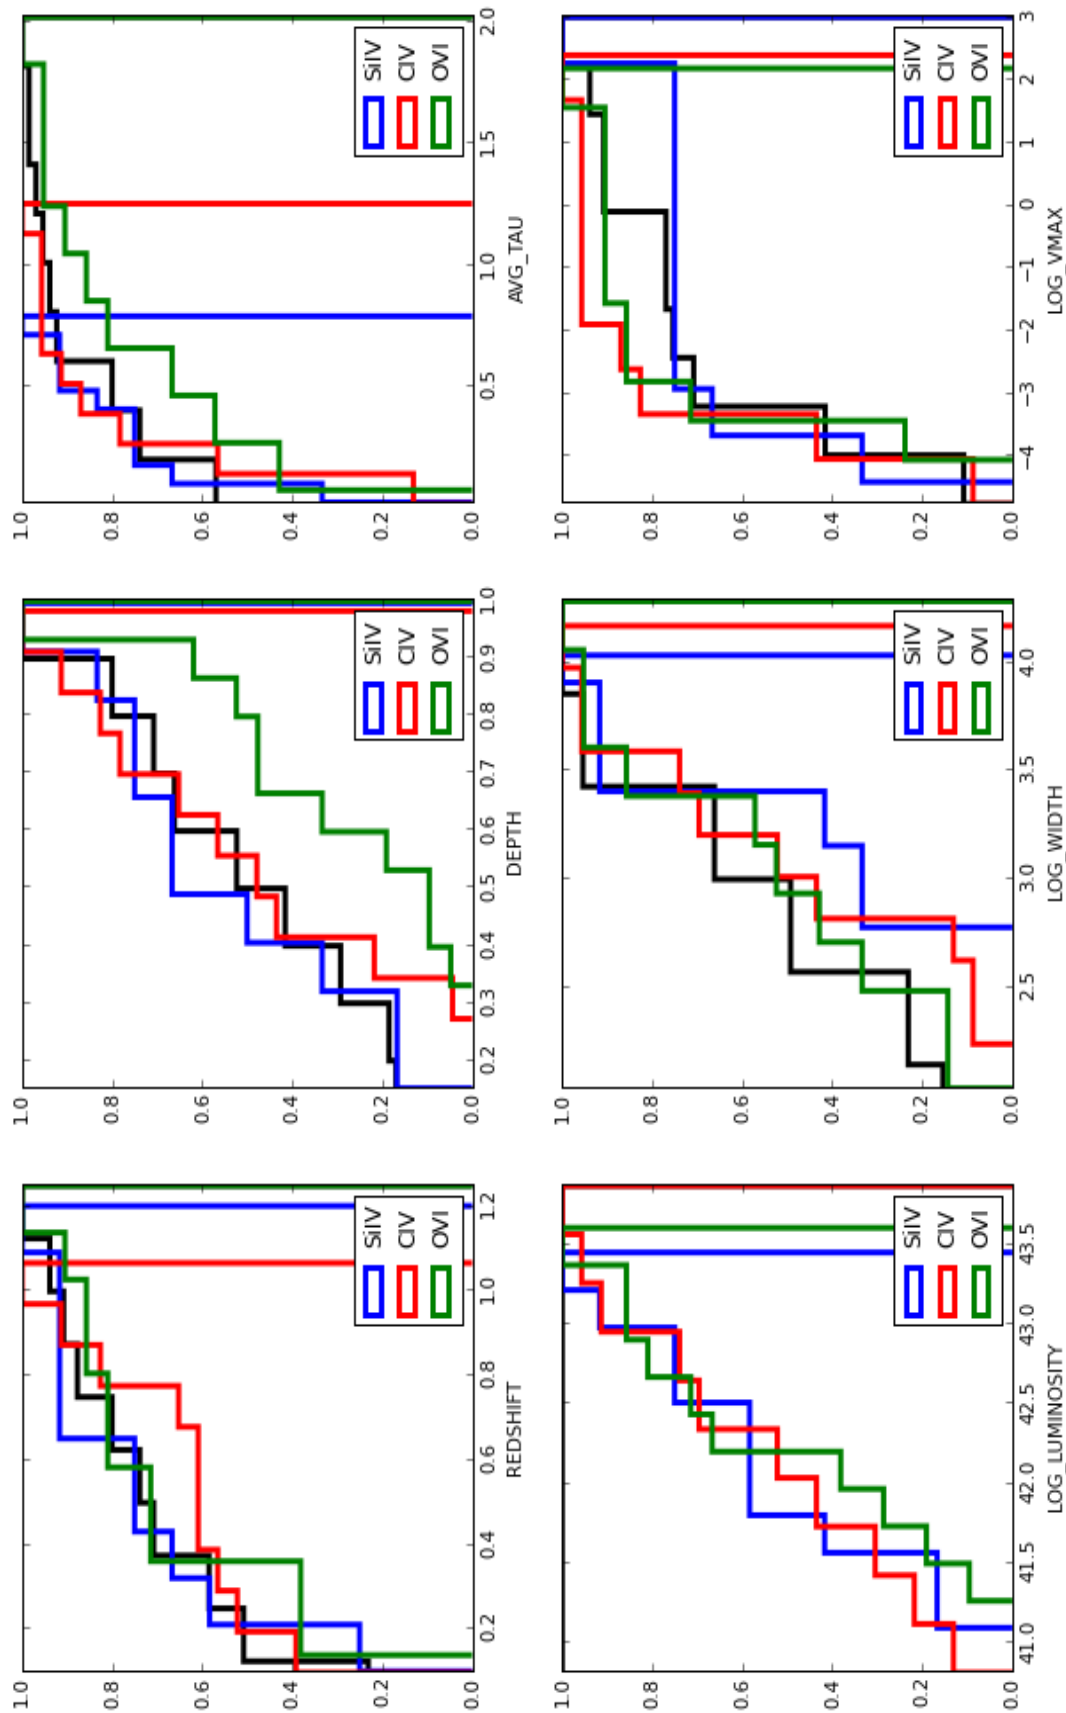 1.0
0.8
0.6
0.4
0.2
0.0
SiIV
CIV
OVI
0.2 0.4 0.6 0.8 1.0 1.2
REDSHIFT
1.0
0.8
0.6
0.4
0.2
0.0
SiIV
CIV
OVI
0.2 0.3 0.4 0.5 0.6 0.7 0.8 0.9 1.0
DEPTH
1.0
0.8
0.6
0.4
0.2
0.0
SiIV
CIV
OVI
0.5 1.0 1.5 2.0
AVG_TAU
1.0
0.8
0.6
0.4
0.2
0.0
SiIV
CIV
OVI
41.0 41.5 42.0 42.5 43.0 43.5
LOG_LUMINOSITY
1.0
0.8
0.6
0.4
0.2
0.0
SiIV
CIV
OVI
2.5 3.0 3.5 4.0
LOG_WIDTH
1.0
0.8
0.6
0.4
0.2
0.0
SiIV
CIV
OVI
−4 −3 −2 −1 0 1 2 3
LOG_VMAX